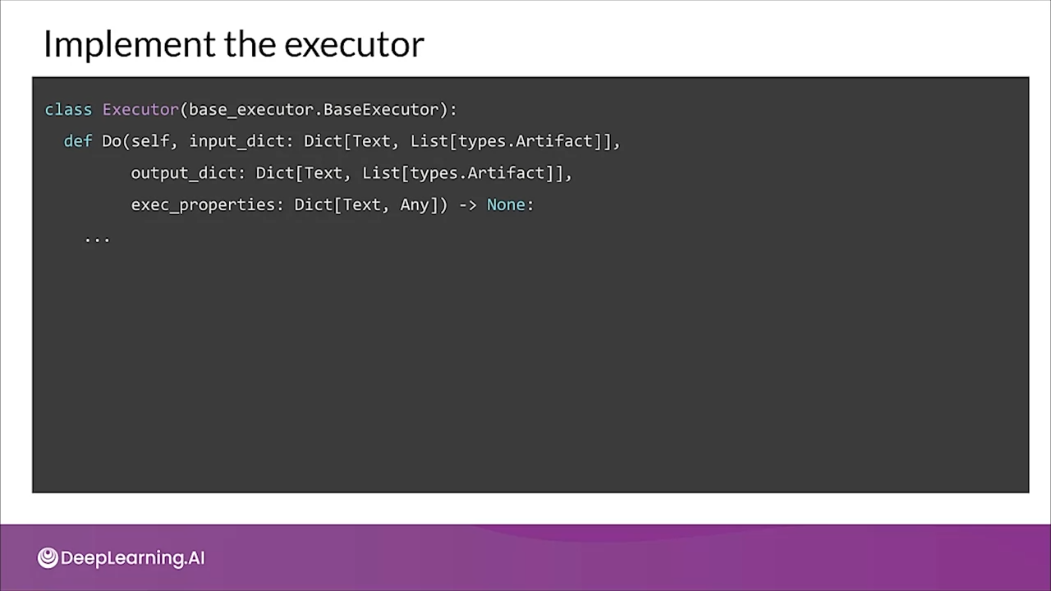 Implement the executor
class Executor(base_executor.BaseExecutor):
  def Do(self, input_dict: Dict[Text, List[types.Artifact]],
         output_dict: Dict[Text, List[types.Artifact]],
         exec_properties: Dict[Text, Any]) -> None:
    ...
DeepLearning.AI